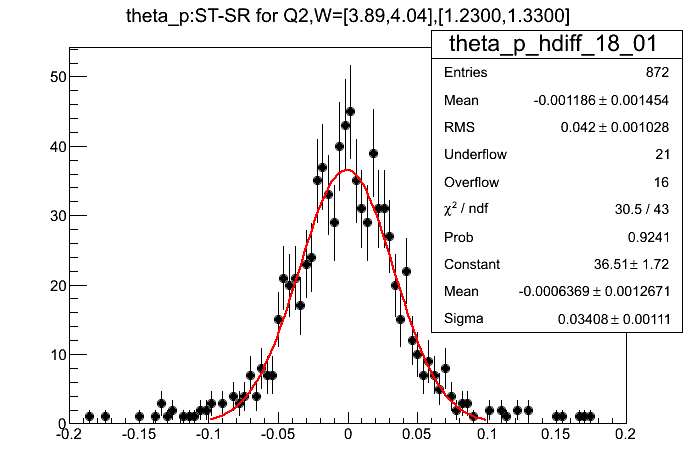 theta_p:ST-SR for Q2,W=[3.89,4.04],[1.2300,1.3300]
theta_p_hdiff_18_01
Entries 872
Mean -0.001186 ± 0.001454
RMS 0.042 ± 0.001028
Underflow 21
Overflow 16
χ² / ndf 30.5 / 43
Prob 0.9241
Constant 36.51 ± 1.72
Mean -0.0006369 ± 0.0012671
Sigma 0.03408 ± 0.00111
50
40
30
20
10
0
-0.2 -0.15 -0.1 -0.05 0 0.05 0.1 0.15 0.2